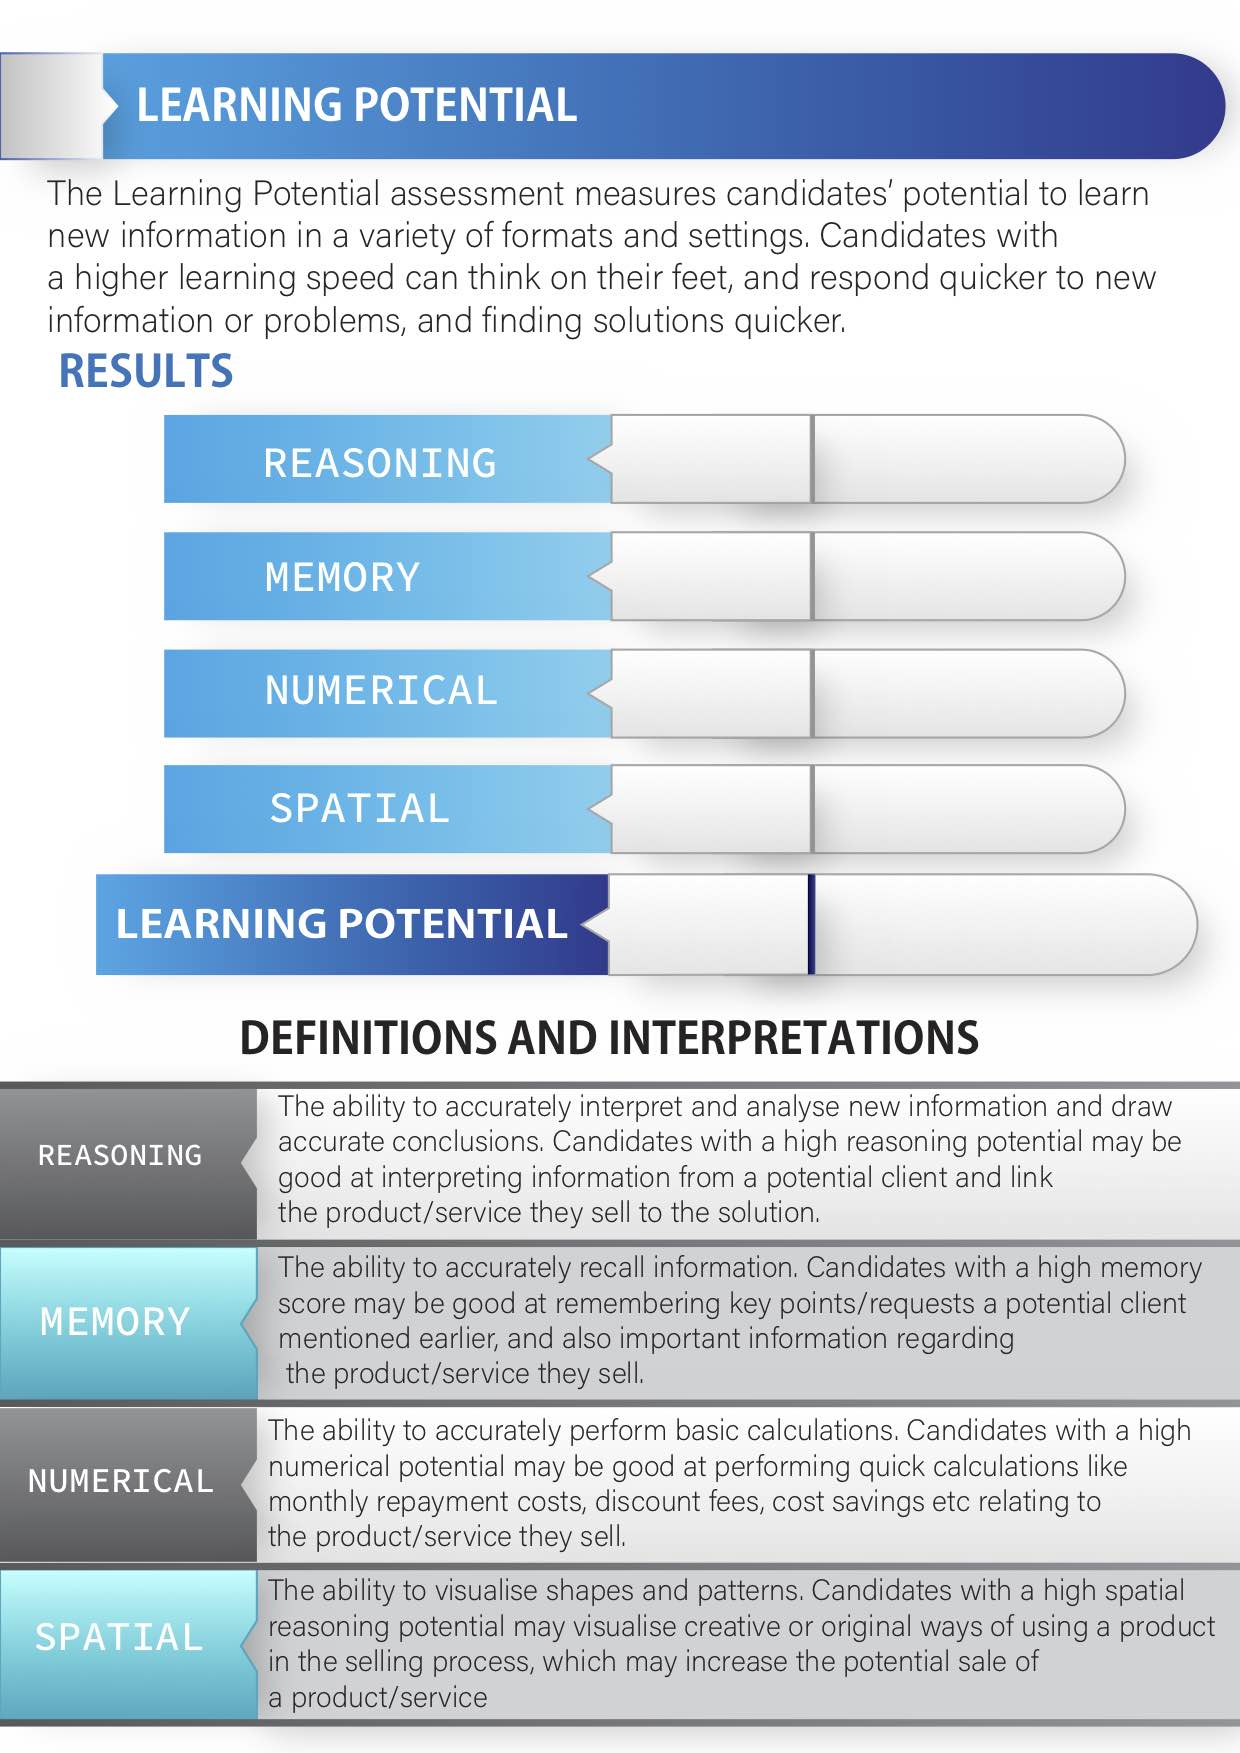 LEARNING POTENTIAL
The Learning Potential assessment measures candidates’ potential to learn
new information in a variety of formats and settings. Candidates with
a higher learning speed can think on their feet, and respond quicker to new
information or problems, and finding solutions quicker.
RESULTS
REASONING
MEMORY
NUMERICAL
SPATIAL
LEARNING POTENTIAL
DEFINITIONS AND INTERPRETATIONS
REASONING
The ability to accurately interpret and analyse new information and draw
accurate conclusions. Candidates with a high reasoning potential may be
good at interpreting information from a potential client and link
the product/service they sell to the solution.
MEMORY
The ability to accurately recall information. Candidates with a high memory
score may be good at remembering key points/requests a potential client
mentioned earlier, and also important information regarding
the product/service they sell.
NUMERICAL
The ability to accurately perform basic calculations. Candidates with a high
numerical potential may be good at performing quick calculations like
monthly repayment costs, discount fees, cost savings etc relating to
the product/service they sell.
SPATIAL
The ability to visualise shapes and patterns. Candidates with a high spatial
reasoning potential may visualise creative or original ways of using a product
in the selling process, which may increase the potential sale of
a product/service